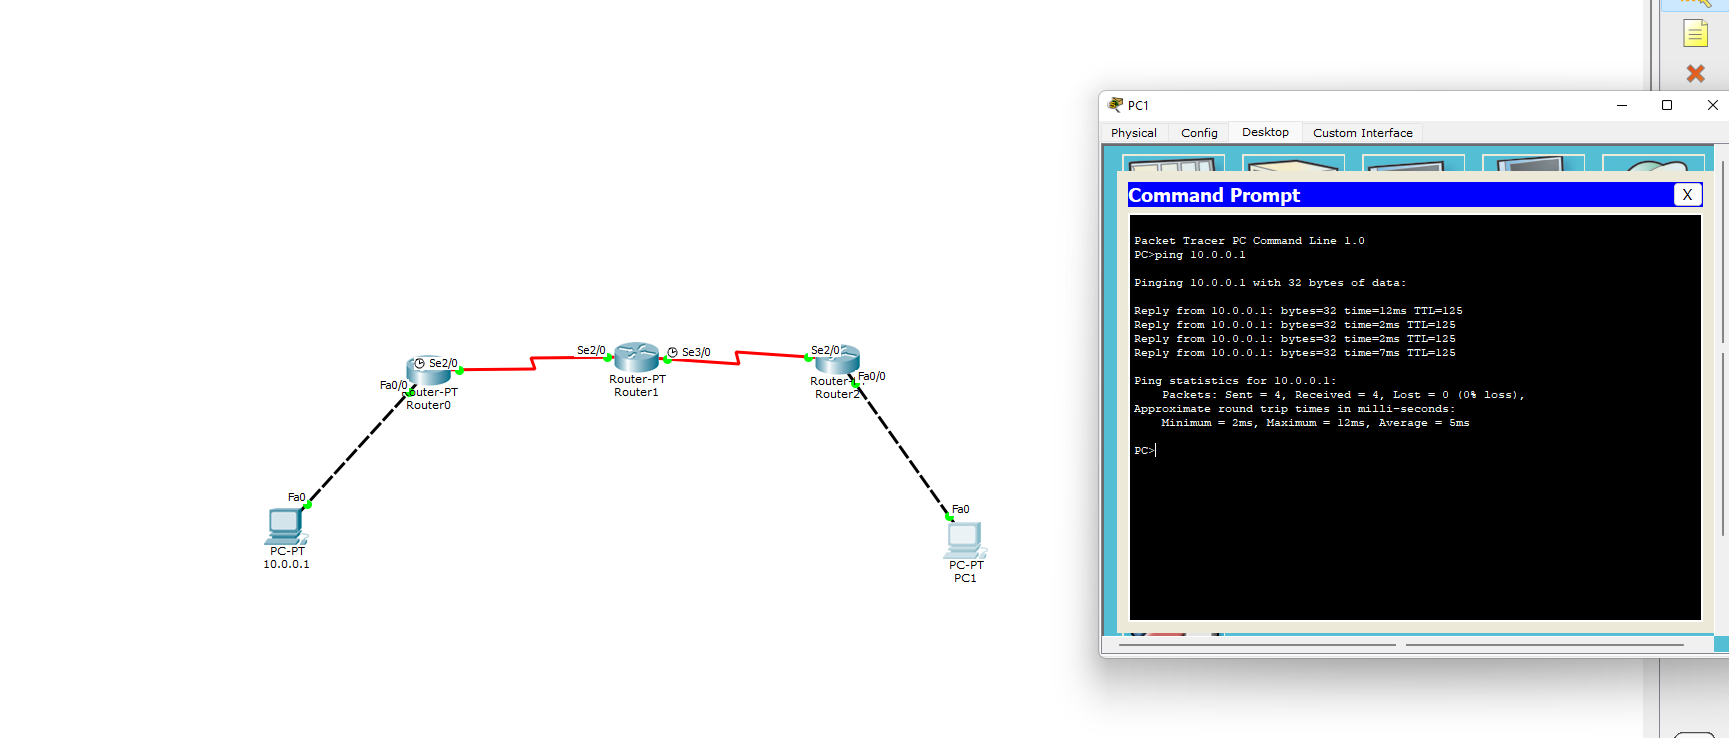 Se2/0
Fa0/0
Router-PT
Router0
Se2/0
Se3/0
Router-PT
Router1
Se2/0
Fa0/0
Router2
Fa0
PC-PT
10.0.0.1
Fa0
PC-PT
PC1
PC1
Physical Config Desktop Custom Interface
Command Prompt X
Packet Tracer PC Command Line 1.0
PC>ping 10.0.0.1
Pinging 10.0.0.1 with 32 bytes of data:
Reply from 10.0.0.1: bytes=32 time=12ms TTL=125
Reply from 10.0.0.1: bytes=32 time=2ms TTL=125
Reply from 10.0.0.1: bytes=32 time=2ms TTL=125
Reply from 10.0.0.1: bytes=32 time=7ms TTL=125
Ping statistics for 10.0.0.1:
Packets: Sent = 4, Received = 4, Lost = 0 (0% loss),
Approximate round trip times in milli-seconds:
Minimum = 2ms, Maximum = 12ms, Average = 5ms
PC>